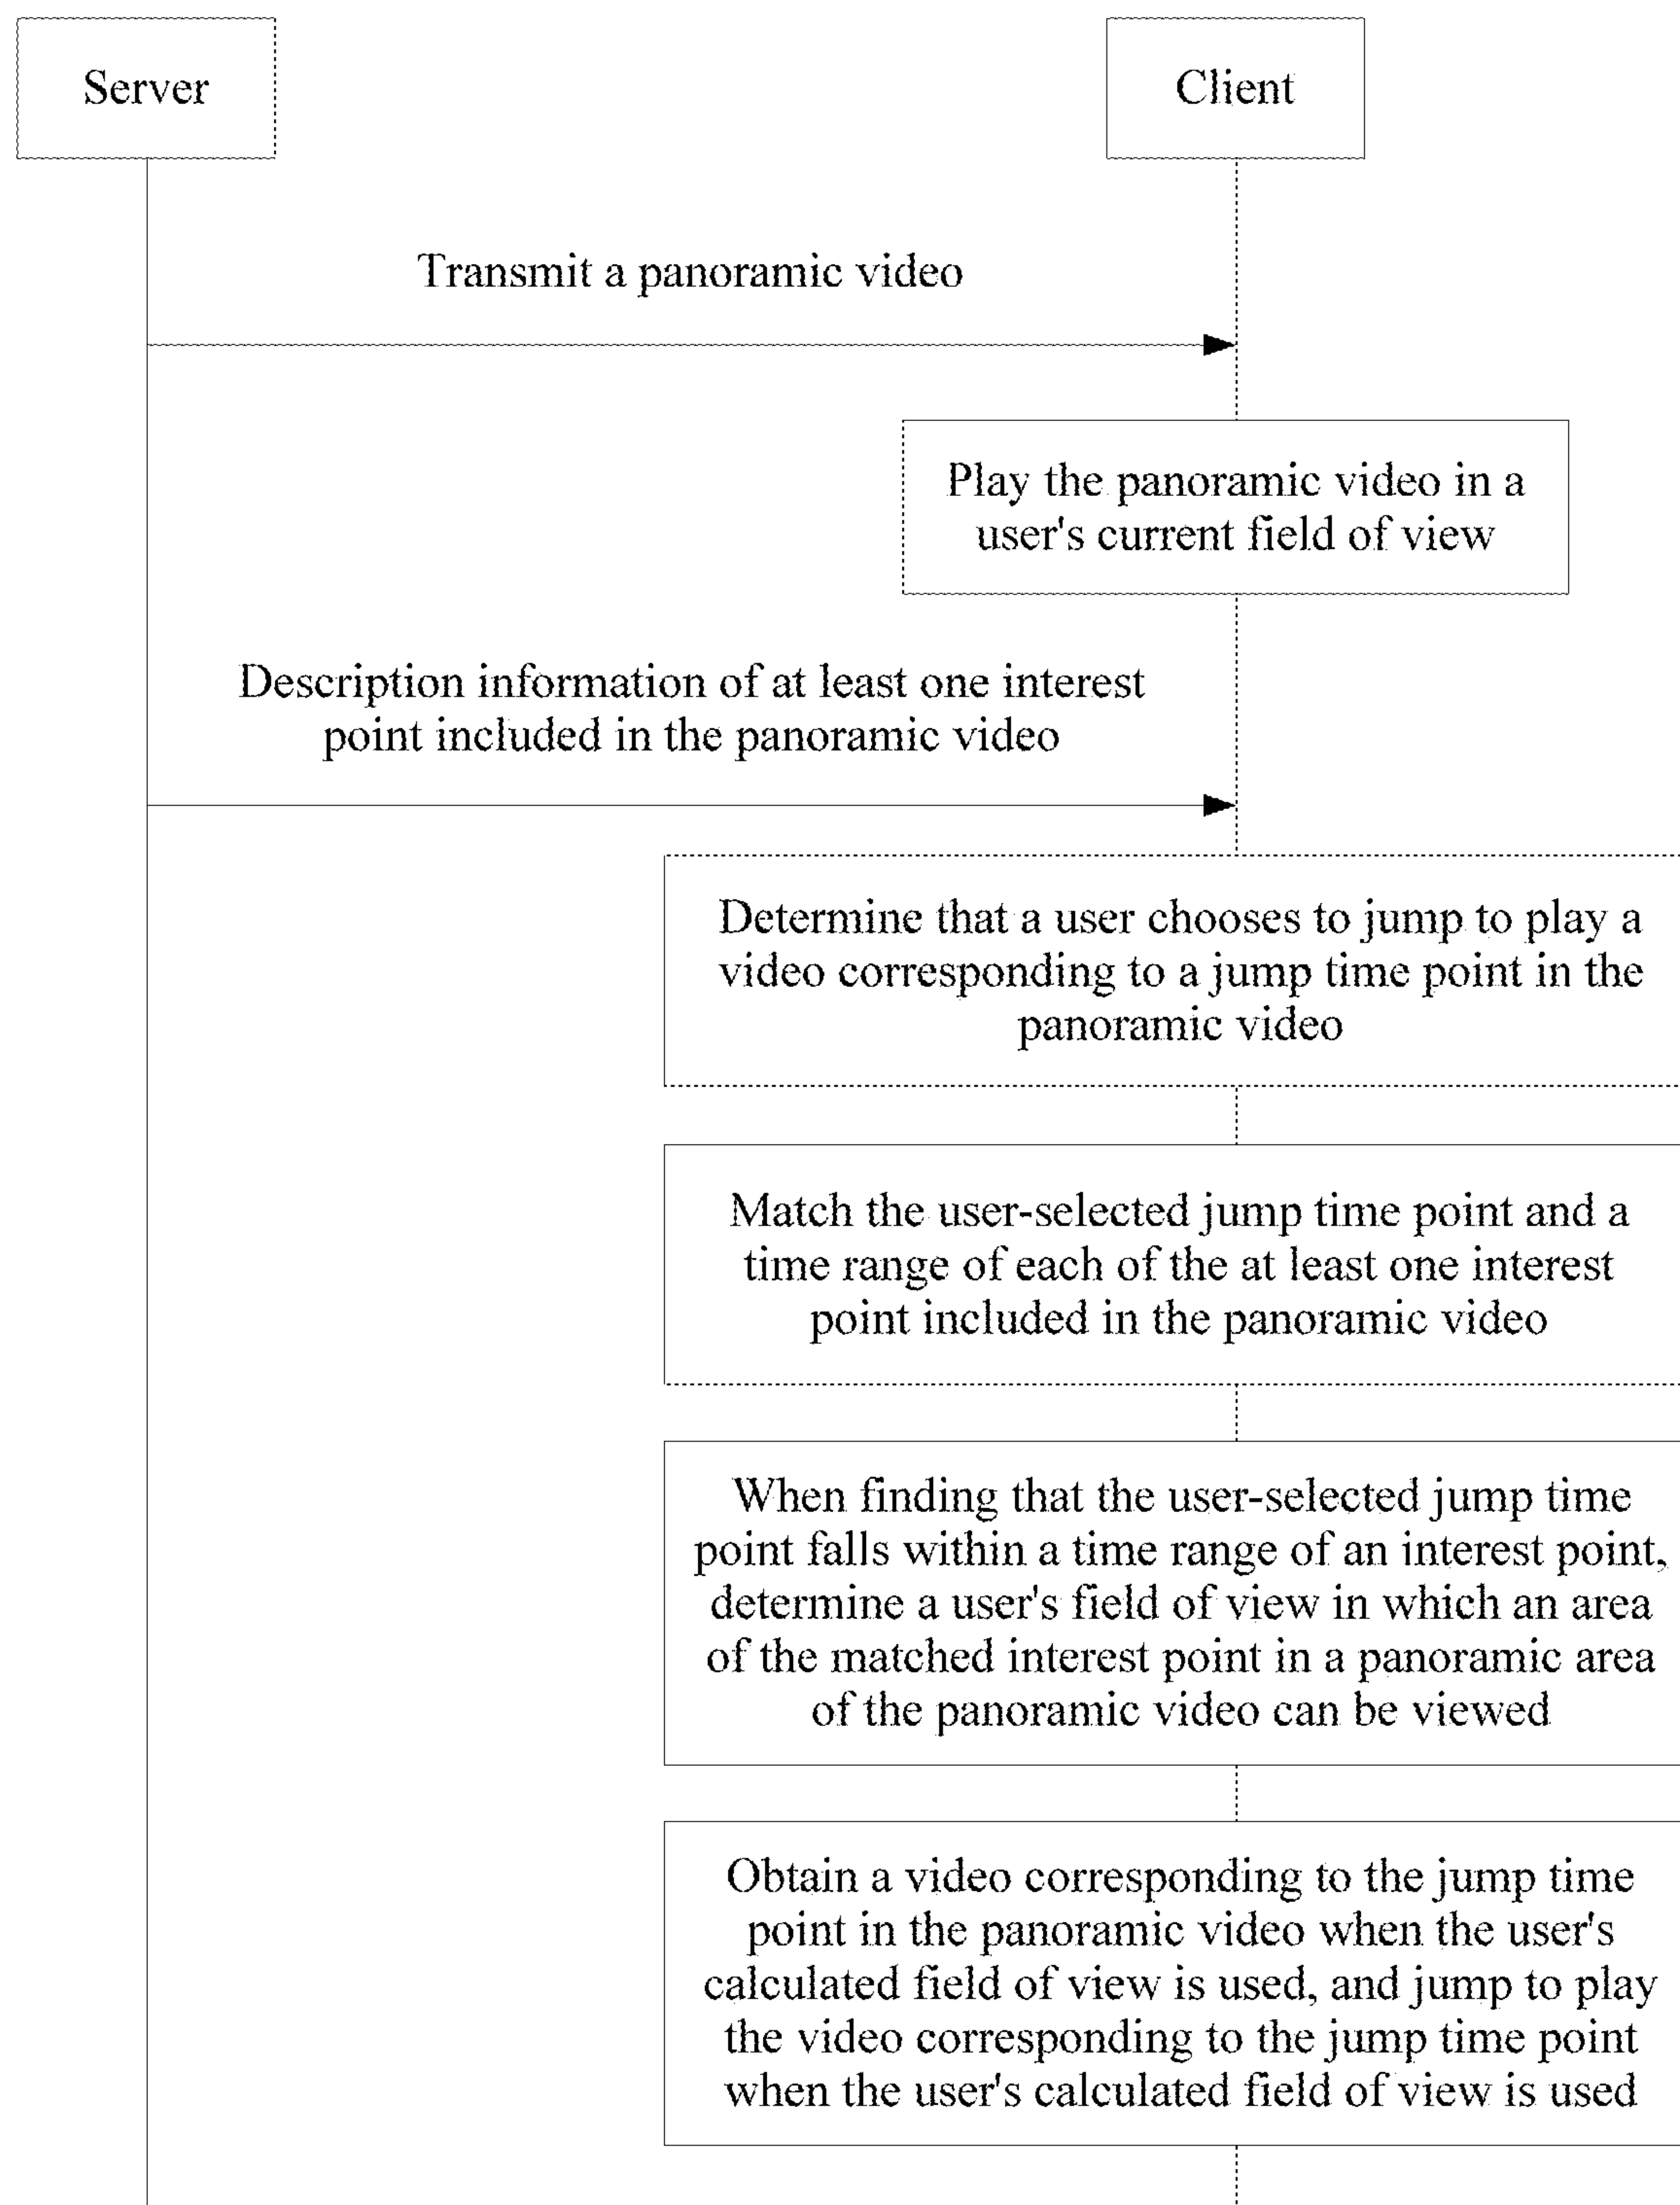 Server
Client
Transmit a panoramic video
Play the panoramic video in a
user's current field of view
Description information of at least one interest
point included in the panoramic video
Determine that a user chooses to jump to play a
video corresponding to a jump time point in the
panoramic video
Match the user-selected jump time point and a
time range of each of the at least one interest
point included in the panoramic video
When finding that the user-selected jump time
point falls within a time range of an interest point,
determine a user's field of view in which an area
of the matched interest point in a panoramic area
of the panoramic video can be viewed
Obtain a video corresponding to the jump time
point in the panoramic video when the user's
calculated field of view is used, and jump to play
the video corresponding to the jump time point
when the user's calculated field of view is used